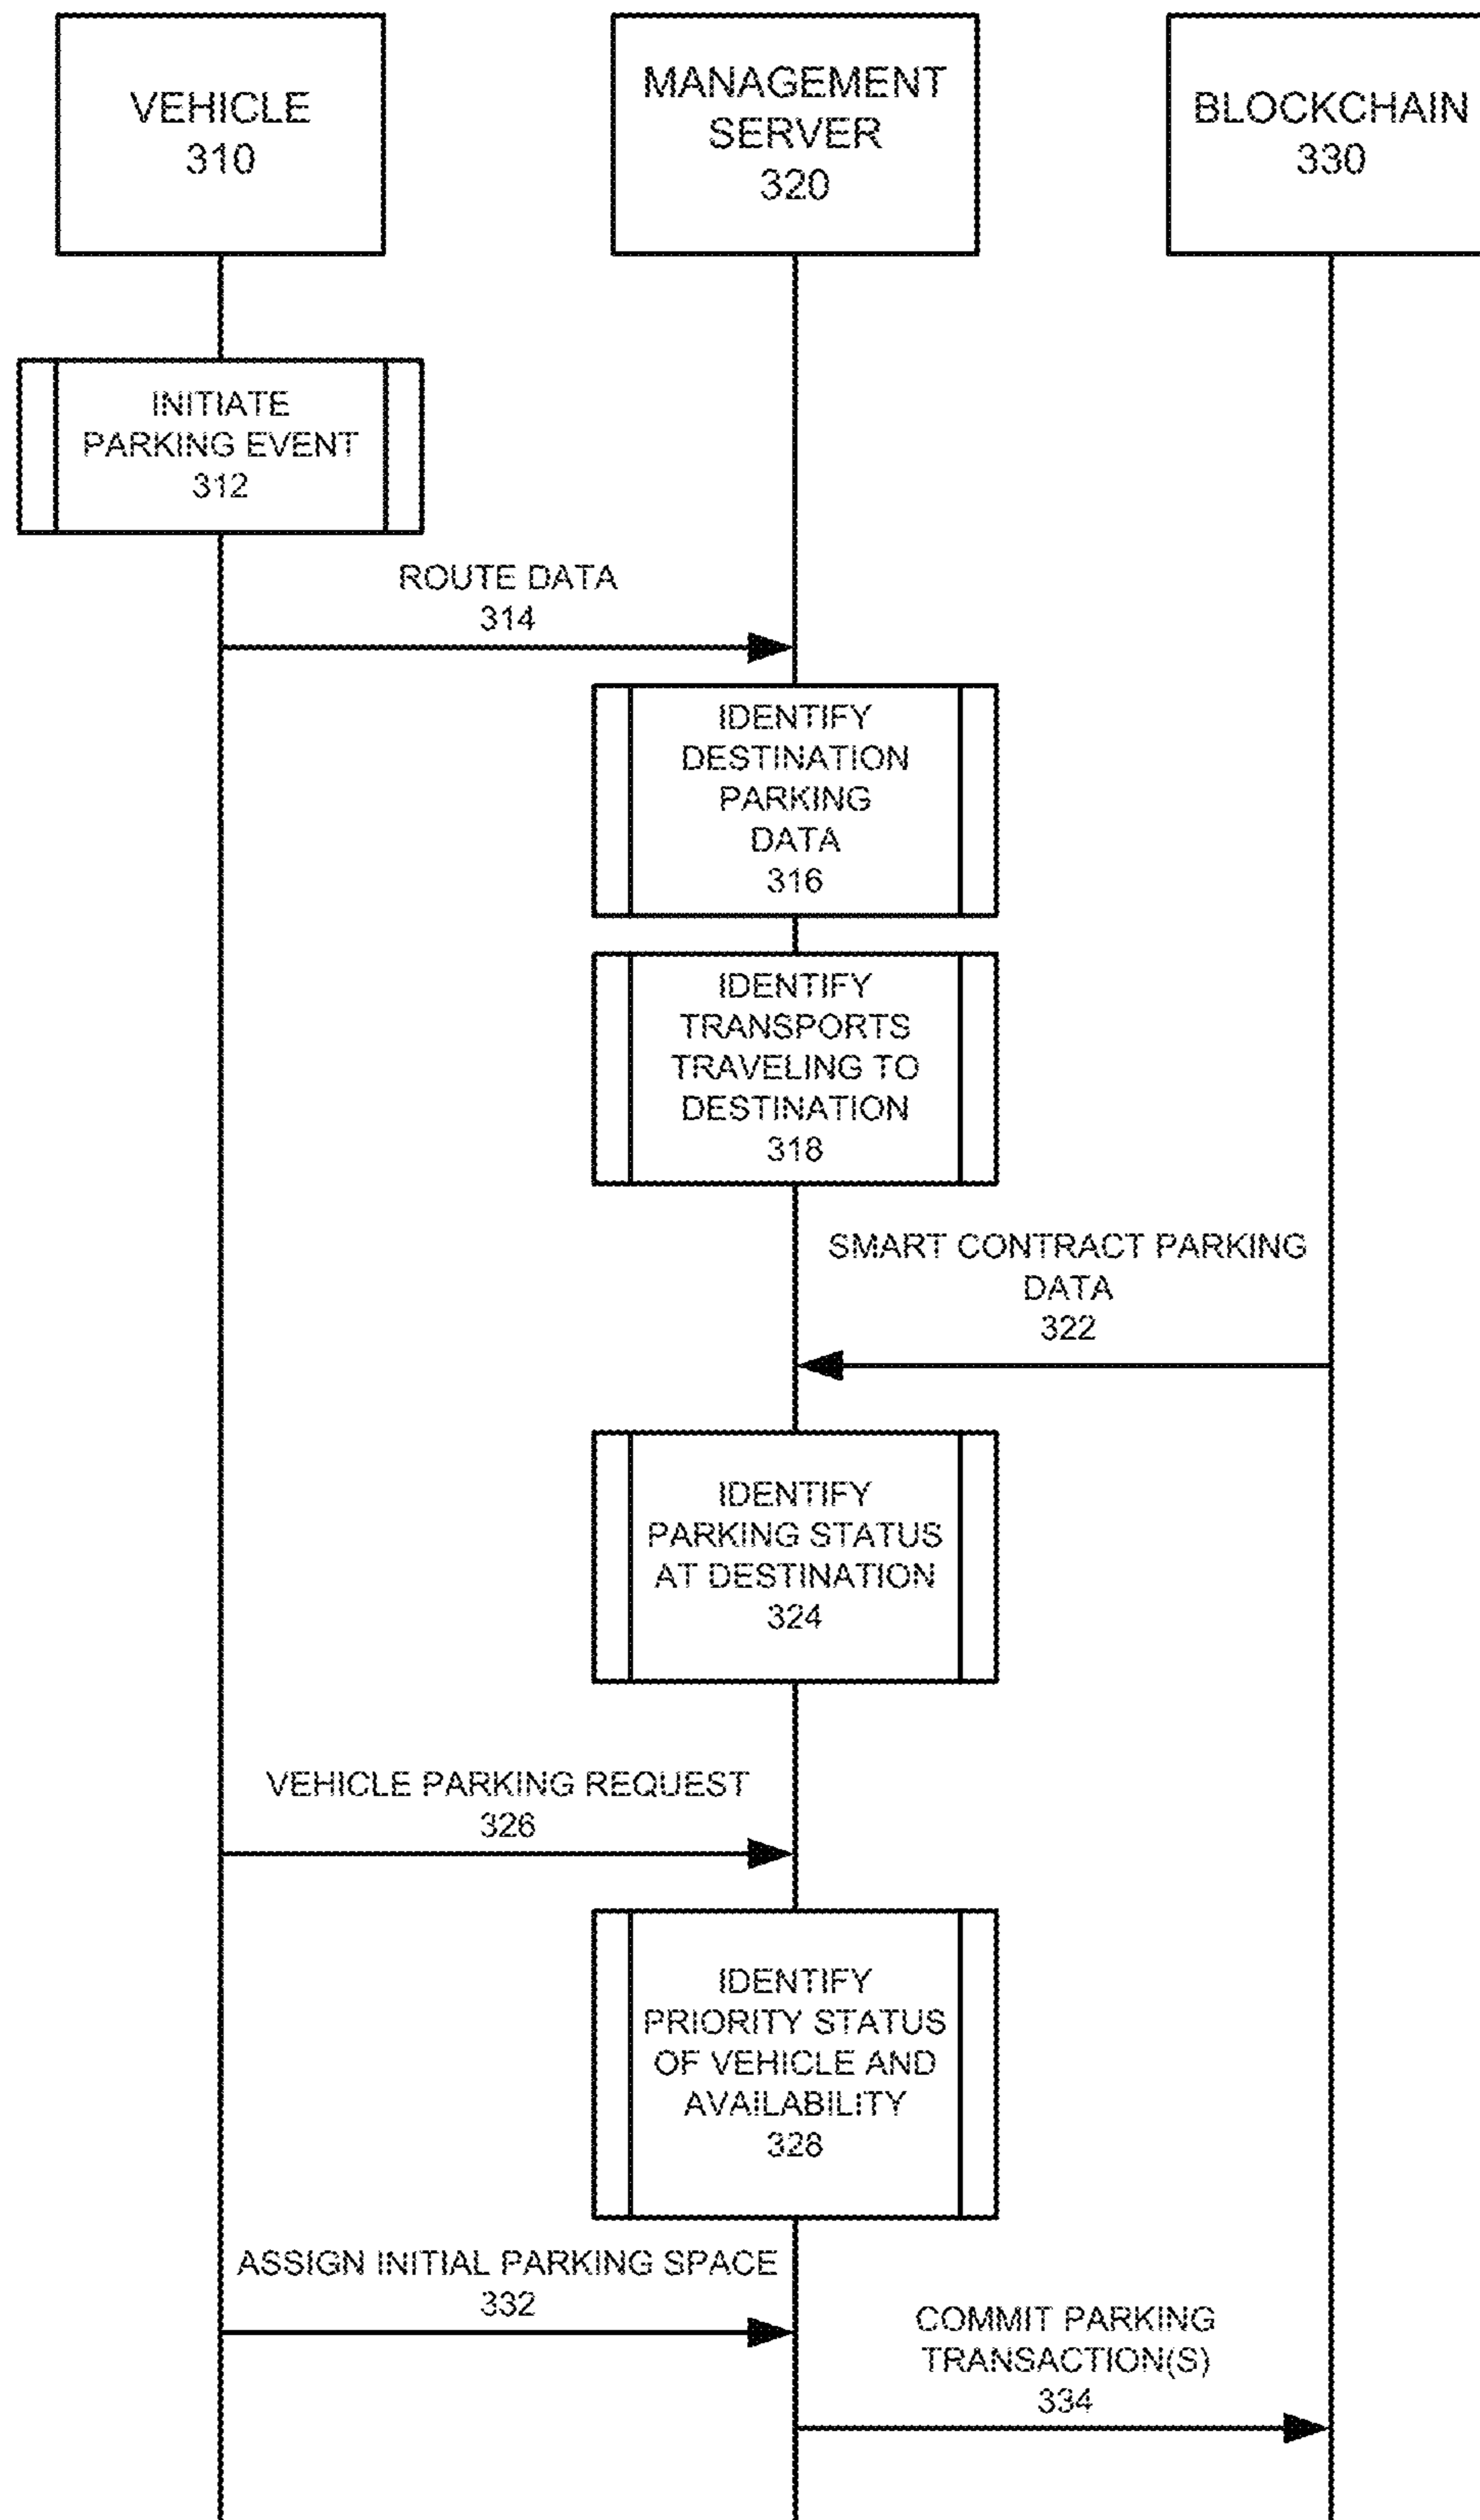 VEHICLE
310
MANAGEMENT
SERVER
320
BLOCKCHAIN
330
INITIATE
PARKING EVENT
312
ROUTE DATA
314
IDENTIFY
DESTINATION
PARKING
DATA
316
IDENTIFY
TRANSPORTS
TRAVELING TO
DESTINATION
318
SMART CONTRACT PARKING
DATA
322
IDENTIFY
PARKING STATUS
AT DESTINATION
324
VEHICLE PARKING REQUEST
326
IDENTIFY
PRIORITY STATUS
OF VEHICLE AND
AVAILABILITY
328
ASSIGN INITIAL PARKING SPACE
332
COMMIT PARKING
TRANSACTION(S)
334